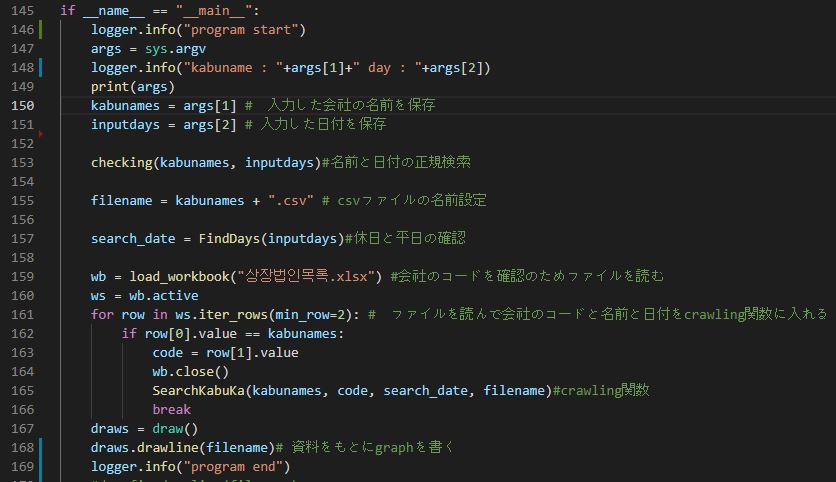 145 if __name__ == "__main__":
146 logger.info("program start")
147 args = sys.argv
148 logger.info("kabuname : "+args[1]+" day : "+args[2])
149 print(args)
150 kabunames = args[1] #　入力した会社の名前を保存
151 inputdays = args[2] # 入力した日付を保存
152
153 checking(kabunames, inputdays)#名前と日付の正規検索
154
155 filename = kabunames + ".csv" # csvファイルの名前設定
156
157 search_date = FindDays(inputdays)#休日と平日の確認
158
159 wb = load_workbook("상장법인목록.xlsx") #会社のコードを確認のためファイルを読む
160 ws = wb.active
161 for row in ws.iter_rows(min_row=2): #　ファイルを読んで会社のコードと名前と日付をcrawling関数に入れる
162 if row[0].value == kabunames:
163 code = row[1].value
164 wb.close()
165 SearchKabuKa(kabunames, code, search_date, filename)#crawling関数
166 break
167 draws = draw()
168 draws.drawline(filename)# 資料をもとにgraphを書く
169 logger.info("program end")